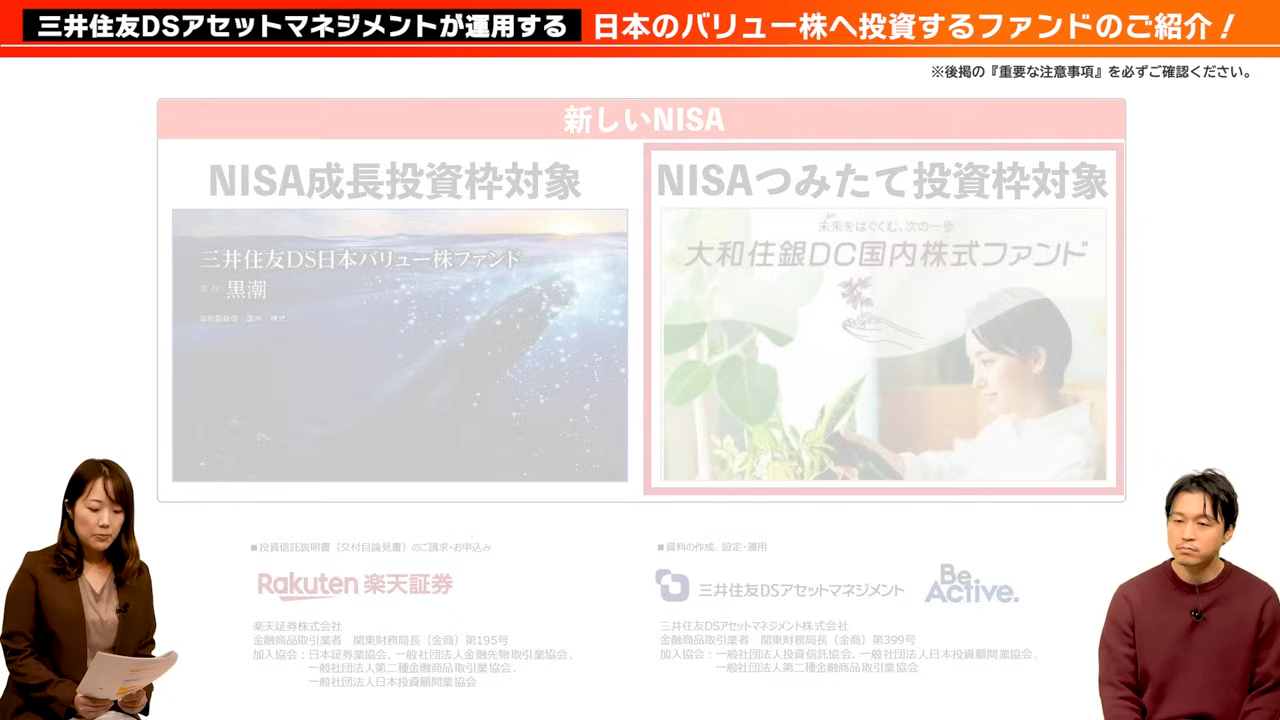 三井住友DSアセットマネジメントが運用する 日本のバリュー株へ投資するファンドのご紹介！
※後掲の『重要な注意事項』を必ずご確認ください。
新しいNISA
NISA成長投資枠対象
三井住友DS日本バリュー株ファンド
黒潮
NISAつみたて投資枠対象
未来をはぐくむ、次の一歩
大和住銀DC国内株式ファンド
■投資信託説明書（交付目論見書）のご請求・お申込み
Rakuten 楽天証券
楽天証券株式会社
金融商品取引業者　関東財務局長（金商）第195号
加入協会：日本証券業協会、一般社団法人金融先物取引業協会、
一般社団法人第二種金融商品取引業協会、
一般社団法人日本投資顧問業協会
■資料の作成、設定・運用
三井住友DSアセットマネジメント
Be Active.
三井住友DSアセットマネジメント株式会社
金融商品取引業者　関東財務局長（金商）第399号
加入協会：一般社団法人投資信託協会、一般社団法人日本投資顧問業協会、
一般社団法人第二種金融商品取引業協会